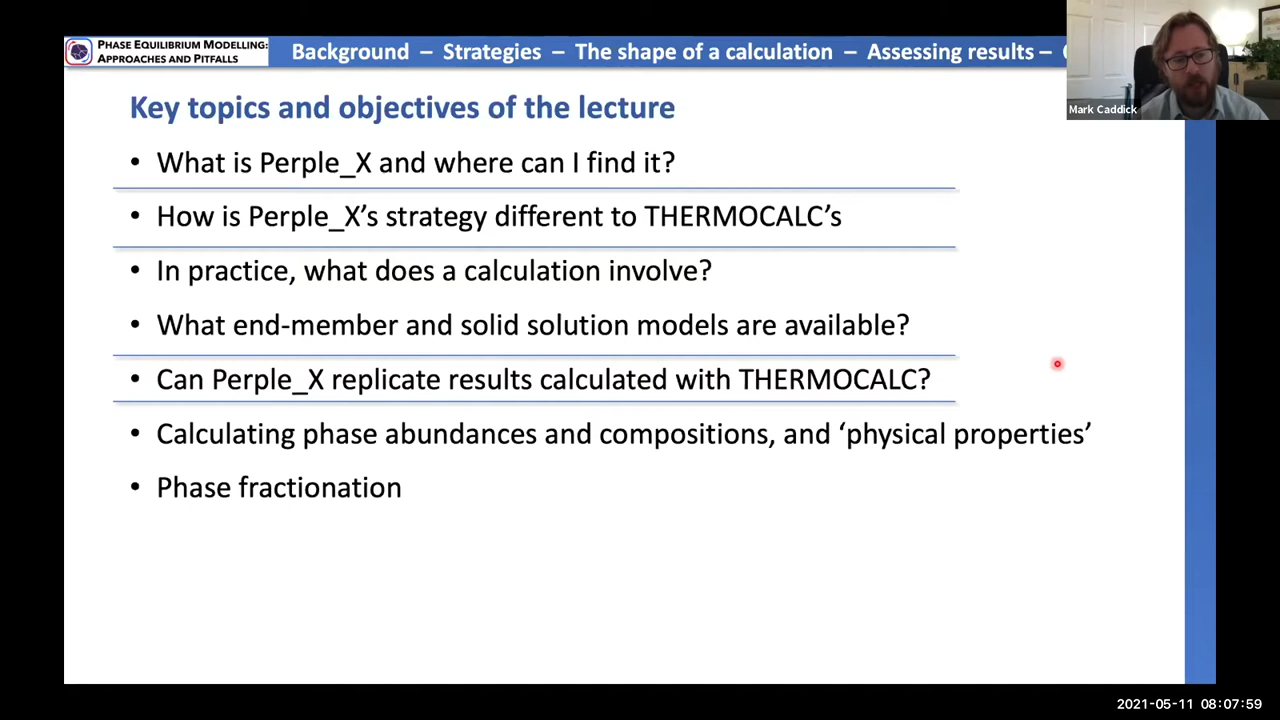 PHASE EQUILIBRIUM MODELLING:
APPROACHES AND PITFALLS
Background – Strategies – The shape of a calculation – Assessing results –
Mark Caddick
Key topics and objectives of the lecture
• What is Perple_X and where can I find it?
• How is Perple_X’s strategy different to THERMOCALC’s
• In practice, what does a calculation involve?
• What end-member and solid solution models are available?
• Can Perple_X replicate results calculated with THERMOCALC?
• Calculating phase abundances and compositions, and ‘physical properties’
• Phase fractionation
2021-05-11 08:07:59